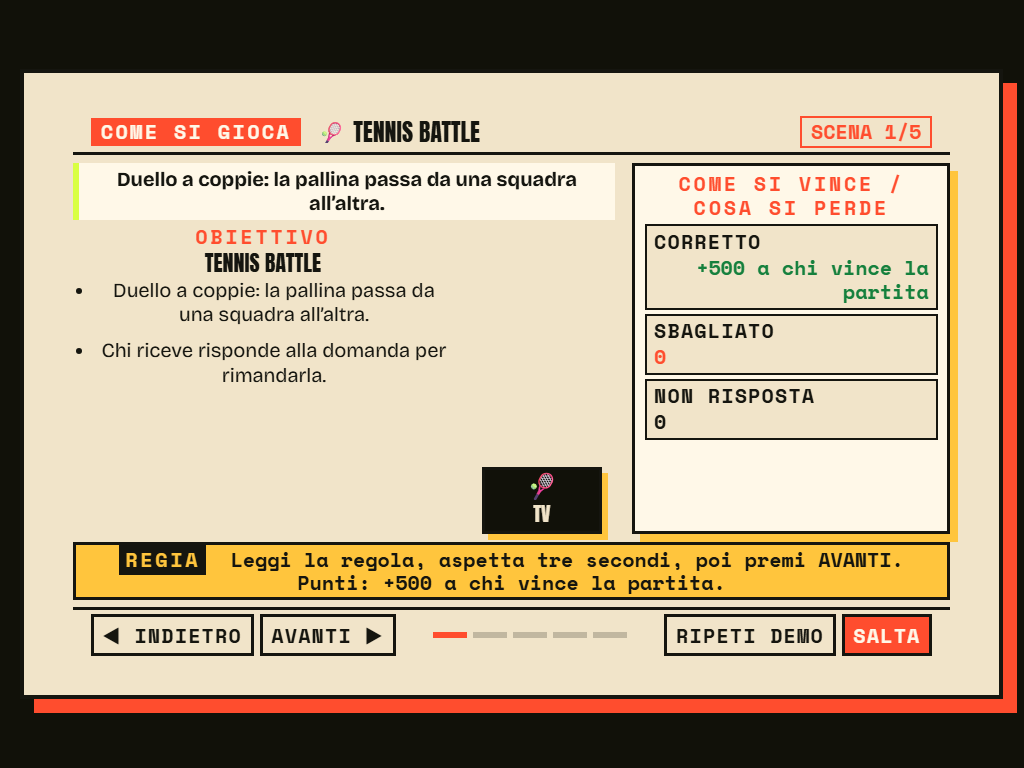 COME SI GIOCA
TENNIS BATTLE
SCENA 1/5
Duello a coppie: la pallina passa da una squadra
all'altra.
OBIETTIVO
TENNIS BATTLE
• Duello a coppie: la pallina passa da
una squadra all'altra.
• Chi riceve risponde alla domanda per
rimandarla.
TV
COME SI VINCE /
COSA SI PERDE
CORRETTO
+500 a chi vince la
partita
SBAGLIATO
0
NON RISPOSTA
0
REGIA Leggi la regola, aspetta tre secondi, poi premi AVANTI.
Punti: +500 a chi vince la partita.
◀ INDIETRO
AVANTI ▶
RIPETI DEMO
SALTA